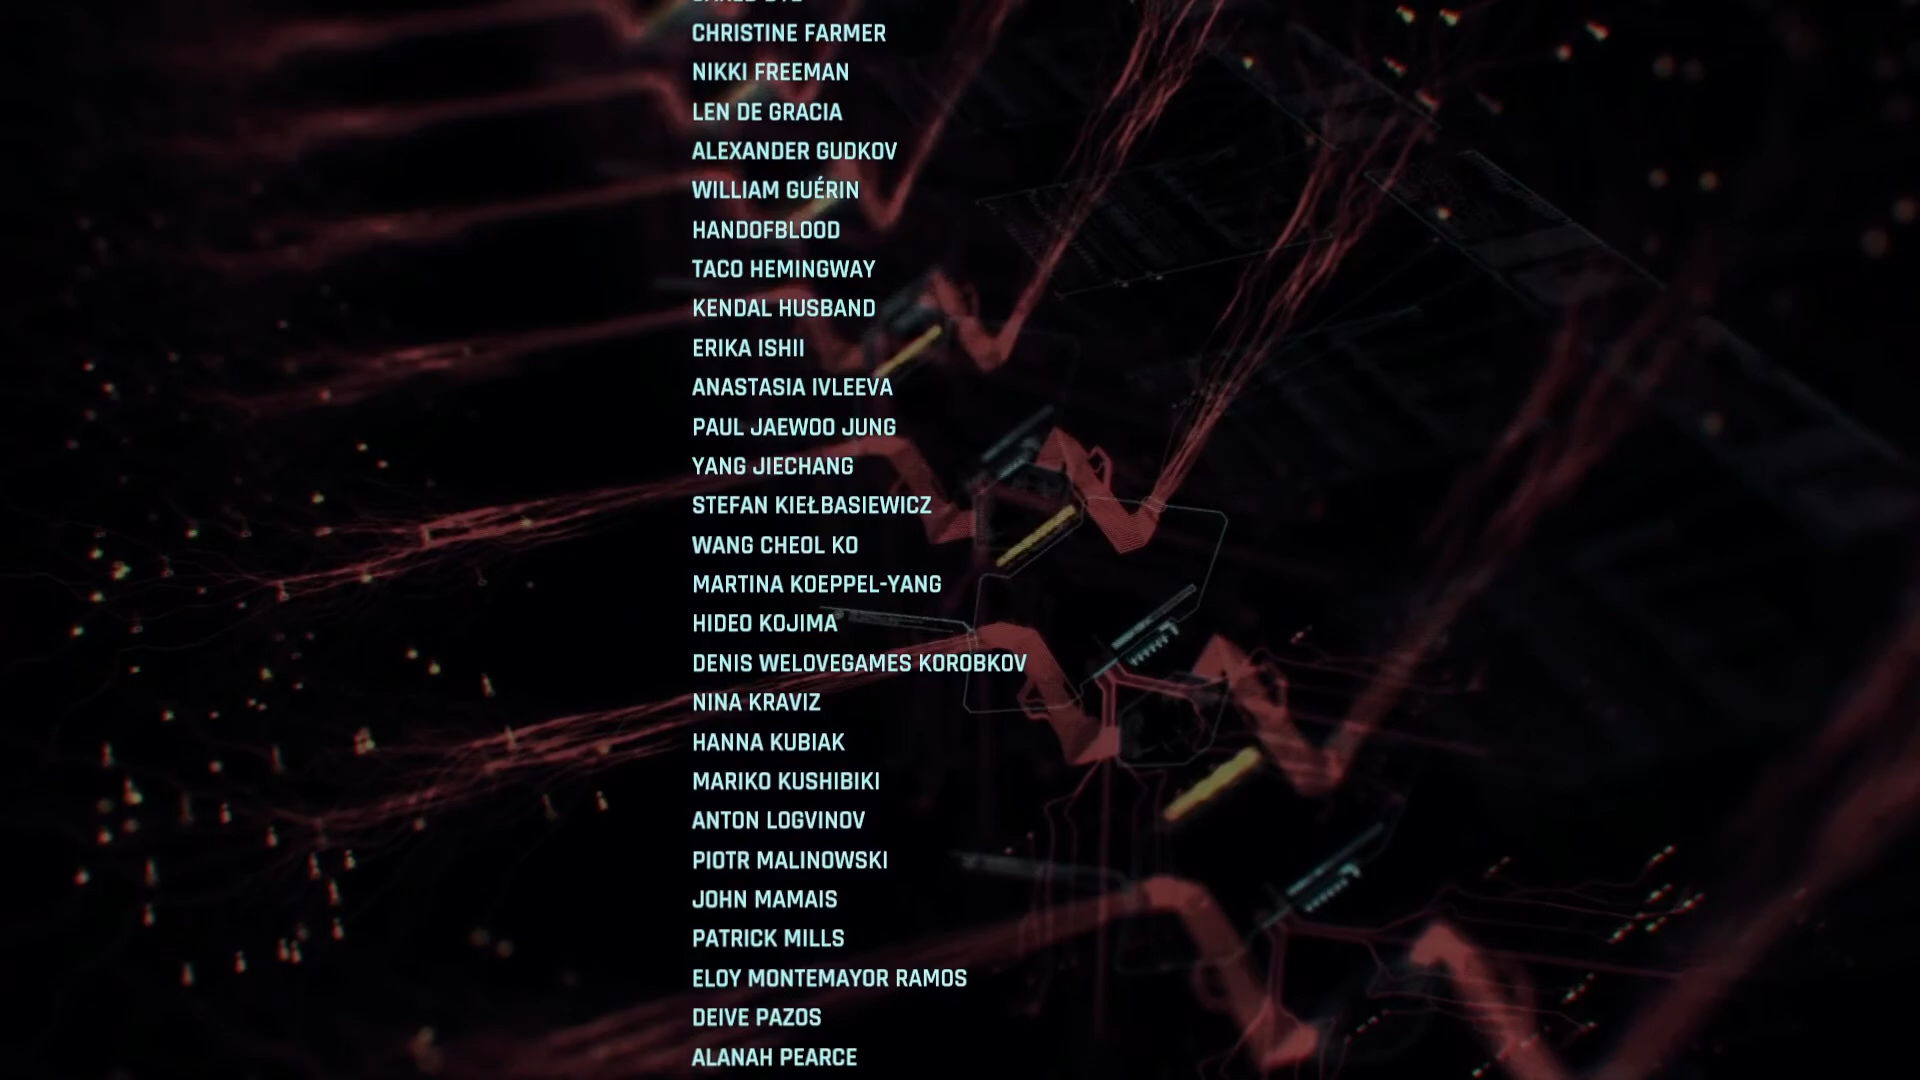 CHRISTINE FARMER
NIKKI FREEMAN
LEN DE GRACIA
ALEXANDER GUDKOV
WILLIAM GUÉRIN
HANDOFBLOOD
TACO HEMINGWAY
KENDAL HUSBAND
ERIKA ISHII
ANASTASIA IVLEEVA
PAUL JAEWOO JUNG
YANG JIECHANG
STEFAN KIEŁBASIEWICZ
WANG CHEOL KO
MARTINA KOEPPEL-YANG
HIDEO KOJIMA
DENIS WELOVEGAMES KOROBKOV
NINA KRAVIZ
HANNA KUBIAK
MARIKO KUSHIBIKI
ANTON LOGVINOV
PIOTR MALINOWSKI
JOHN MAMAIS
PATRICK MILLS
ELOY MONTEMAYOR RAMOS
DEIVE PAZOS
ALANAH PEARCE